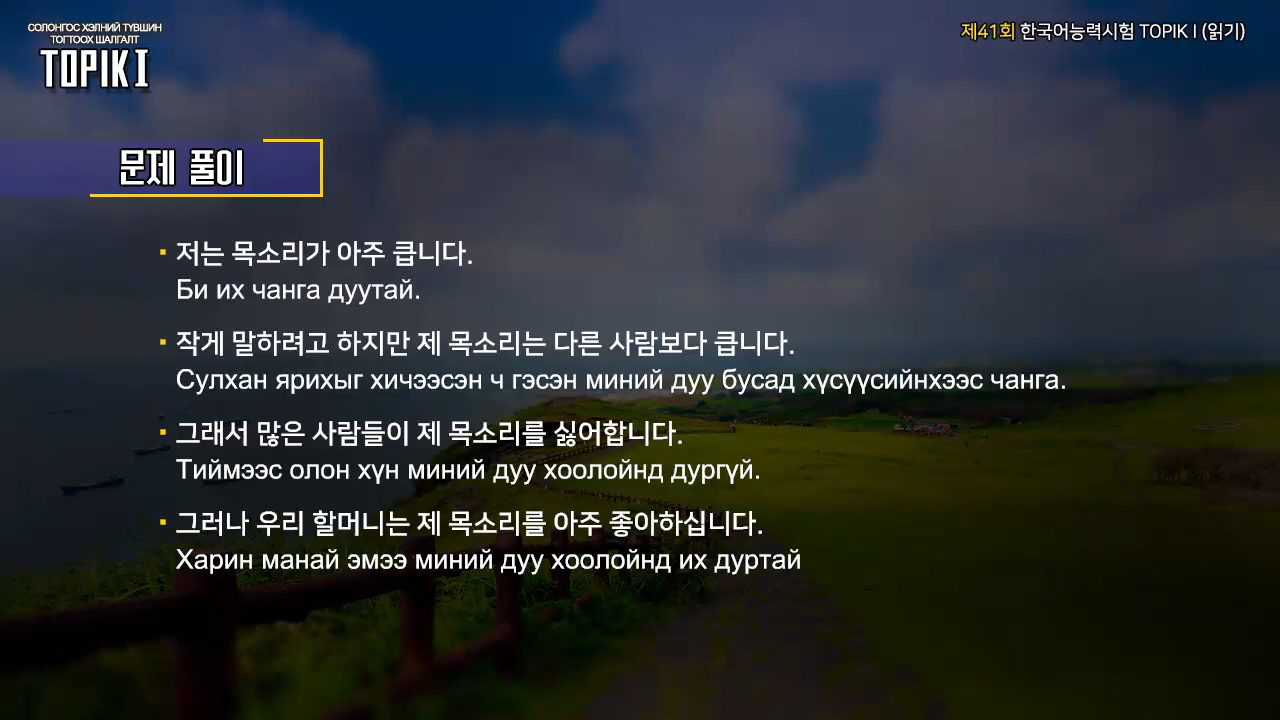 СОЛОНГОС ХЭЛНИЙ ТҮВШИН
ТОГТООХ ШАЛГАЛТ
TOPIK I
제41회 한국어능력시험 TOPIK I (읽기)
문제 풀이
저는 목소리가 아주 큽니다.
Би их чанга дуутай.
작게 말하려고 하지만 제 목소리는 다른 사람보다 큽니다.
Сулхан ярихыг хичээсэн ч гэсэн миний дуу бусад хүсүүсийнхээс чанга.
그래서 많은 사람들이 제 목소리를 싫어합니다.
Тиймээс олон хүн миний дуу хоолойнд дургүй.
그러나 우리 할머니는 제 목소리를 아주 좋아하십니다.
Харин манай эмээ миний дуу хоолойнд их дуртай